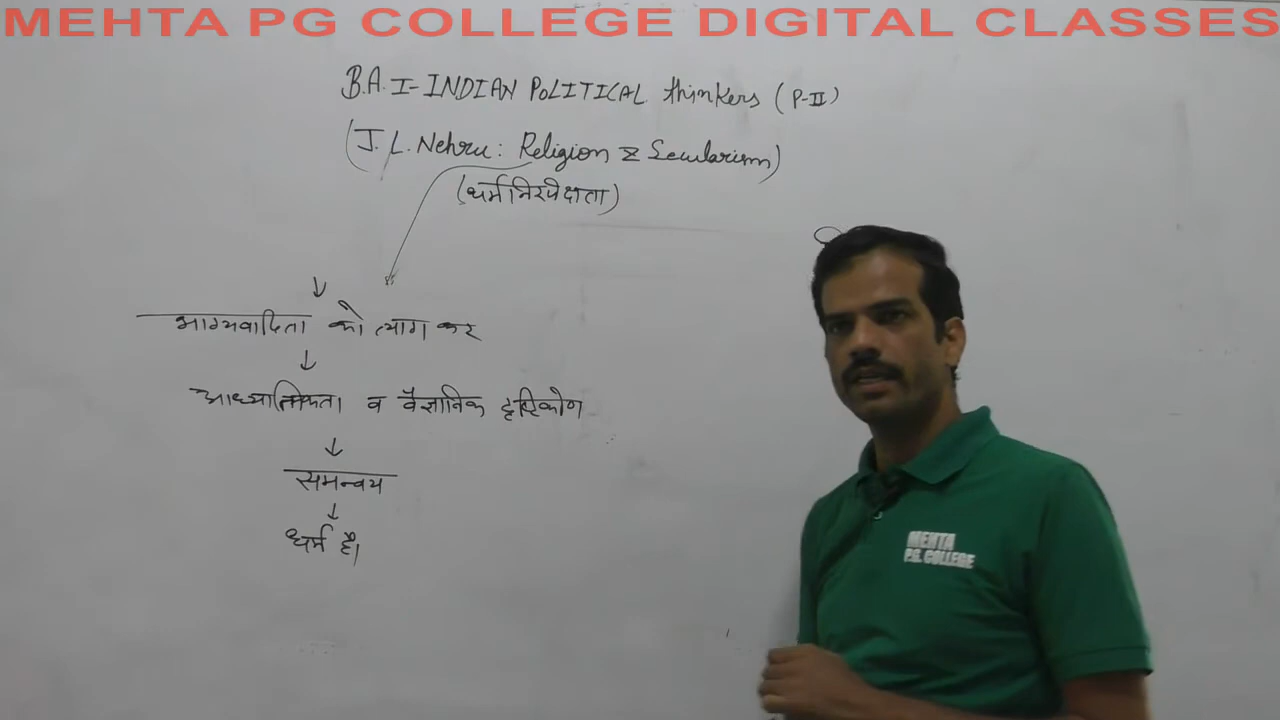 MEHTA PG COLLEGE DIGITAL CLASSES
B.A. I- INDIAN POLITICAL thinkers (P-II)
(J. L. Nehru: Religion & Secularism)
(धर्मनिरपेक्षता)
भाग्यवादिता को त्याग कर
आध्यात्मिकता व वैज्ञानिक दृष्टिकोण
समन्वय
धर्म है।
MEHTA
P.G. COLLEGE